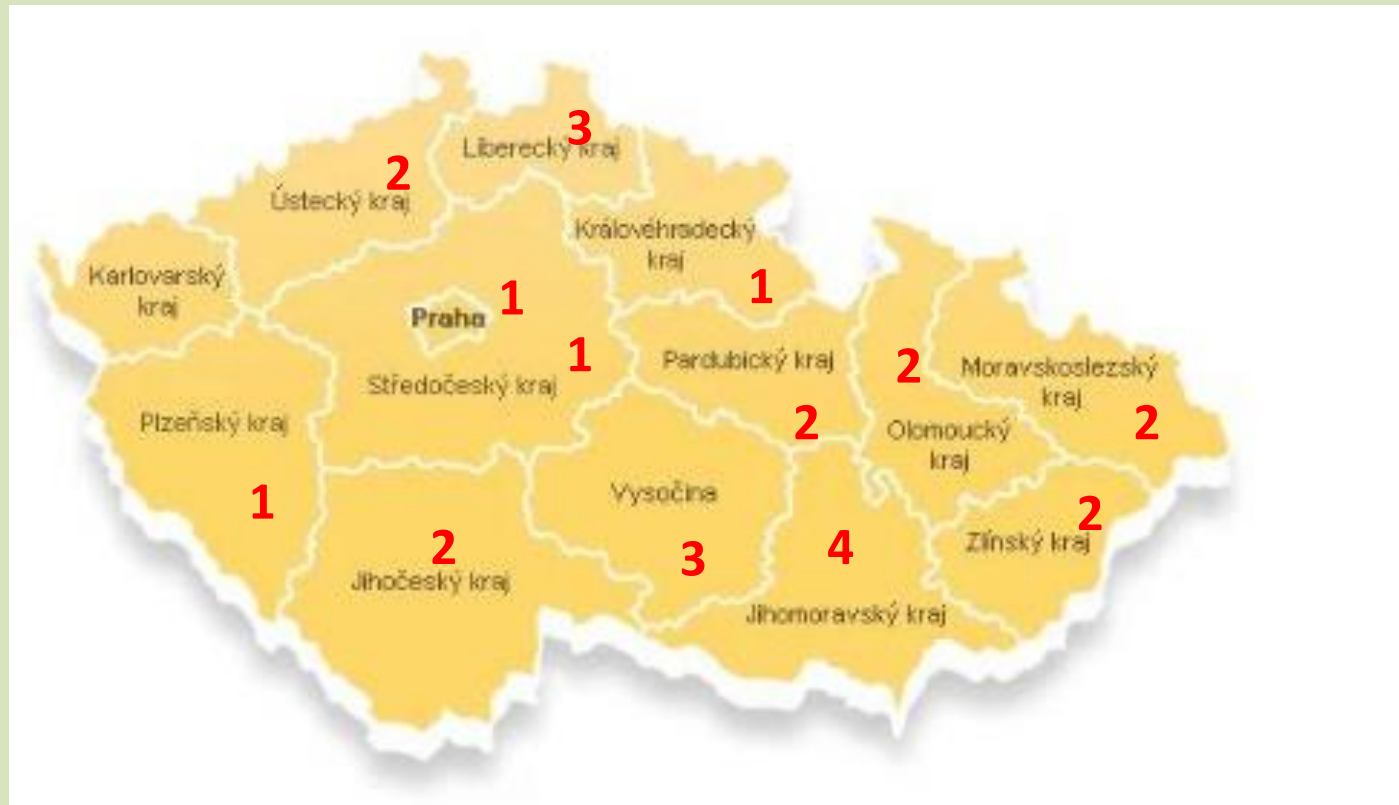 3
Liberecký kraj
2
Ústecký kraj
Královéhradecký
kraj
1
Karlovarský
kraj
1
Praha
1
Středočeský kraj
Pardubický kraj
2
2
Moravskoslezský
kraj
2
Plzeňský kraj
1
Olomoucký
kraj
Vysočina
3
2
Jihočeský kraj
4
Jihomoravský kraj
2
Zlínský kraj